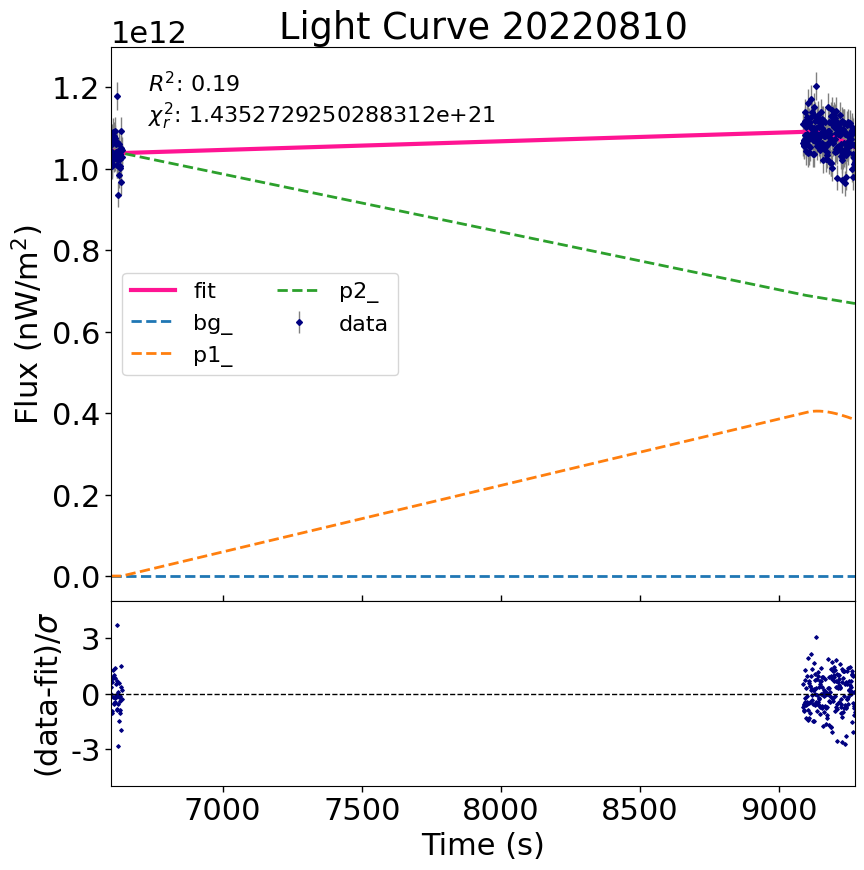 Light Curve 20220810
1e12
R²: 0.19
χ²ᵣ: 1.4352729250288312e+21
1.2
1.0
0.8
0.6
0.4
0.2
0.0
Flux (nW/m²)
fit
bg_
p1_
p2_
data
3
0
-3
(data-fit)/σ
7000
7500
8000
8500
9000
Time (s)